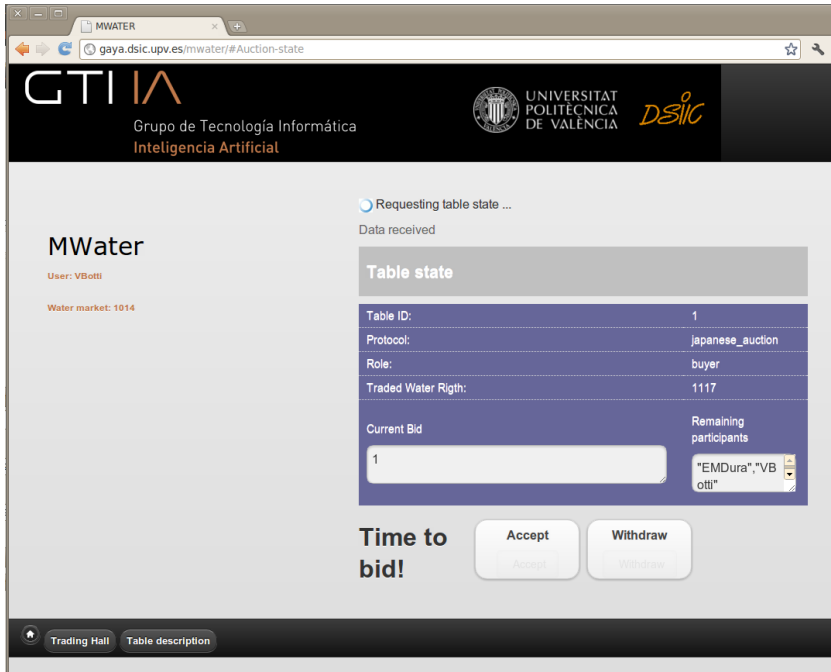 MWATER
gaya.dsic.upv.es/mwater/#Auction-state
GTI IA
Grupo de Tecnología Informática
Inteligencia Artificial
UNIVERSITAT
POLITÈCNICA
DE VALÈNCIA
DSIIC
Requesting table state ...
Data received
MWater
User: VBotti
Water market: 1014
Table state
Table ID: 1
Protocol: japanese_auction
Role: buyer
Traded Water Rigth: 1117
Current Bid
Remaining
participants
1
"EMDura","VB
otti"
Time to
bid!
Accept
Accept
Withdraw
Withdraw
Trading Hall
Table description